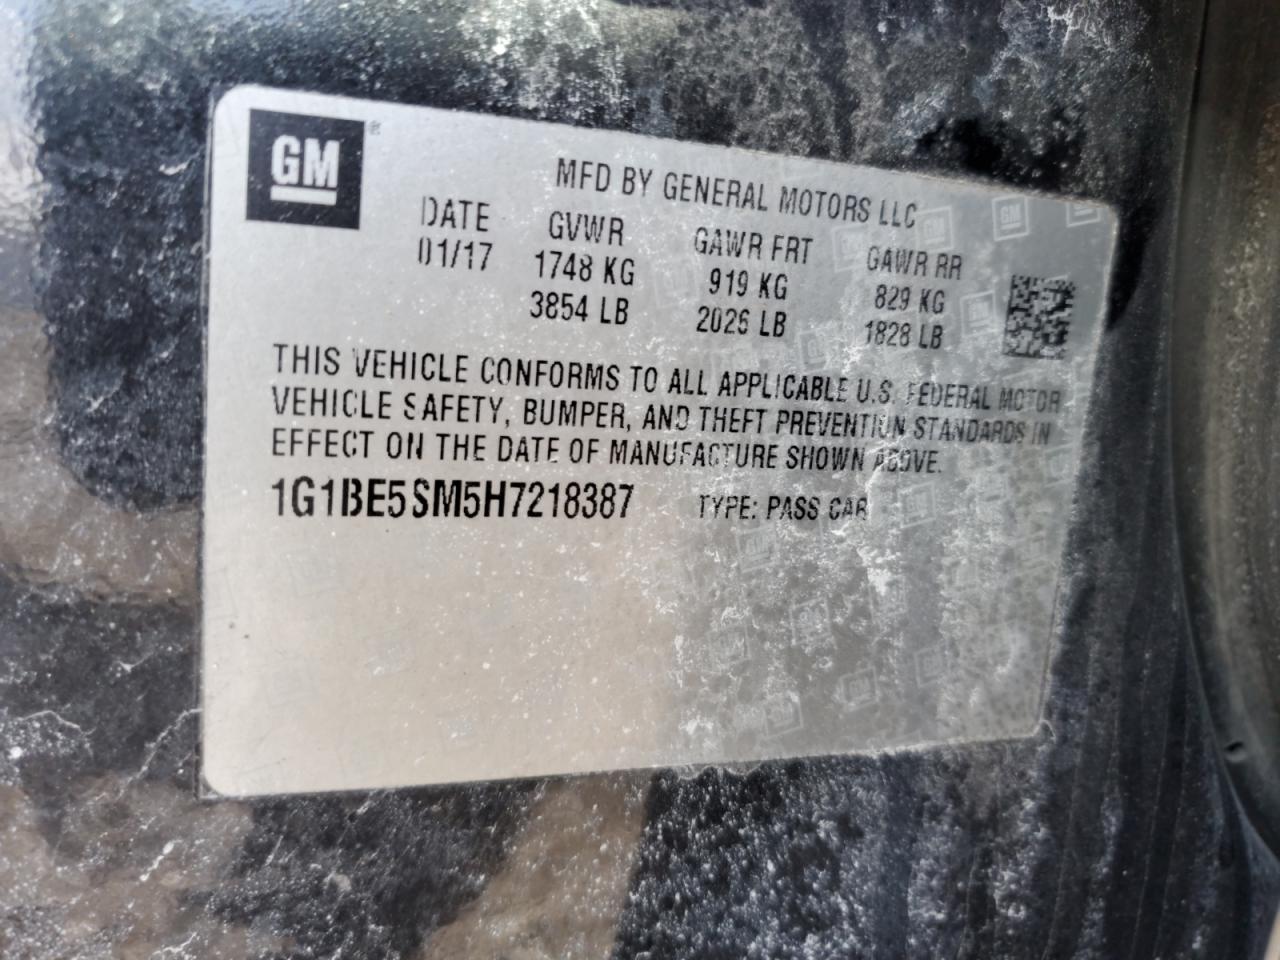 GM
MFD BY GENERAL MOTORS LLC
DATE GVWR GAWR FRT GAWR RR
01/17 1748 KG 919 KG 829 KG
3854 LB 2026 LB 1828 LB
THIS VEHICLE CONFORMS TO ALL APPLICABLE U.S. FEDERAL MOTOR
VEHICLE SAFETY, BUMPER, AND THEFT PREVENTION STANDARDS IN
EFFECT ON THE DATE OF MANUFACTURE SHOWN ABOVE.
1G1BE5SM5H7218387 TYPE: PASS CAR